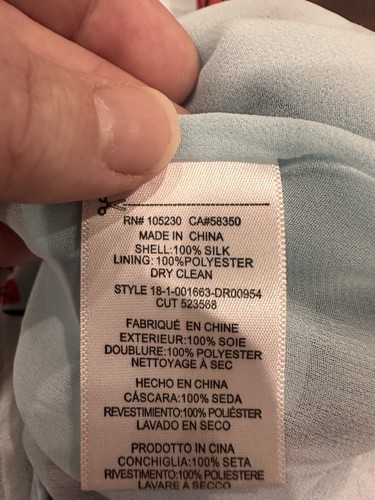 RN# 105230 CA#58350
MADE IN CHINA
SHELL:100% SILK
LINING: 100%POLYESTER
DRY CLEAN
STYLE 18-1-001663-DR00954
CUT 523568
FABRIQUÉ EN CHINE
EXTERIEUR:100% SOIE
DOUBLURE:100% POLYESTER
NETTOYAGE À SEC
HECHO EN CHINA
CÁSCARA:100% SEDA
REVESTIMIENTO:100% POLIÉSTER
LAVADO EN SECO
PRODOTTO IN CINA
CONCHIGLIA:100% SETA
RIVESTIMENTO:100% POLIESTERE
LAVARE A SECCO